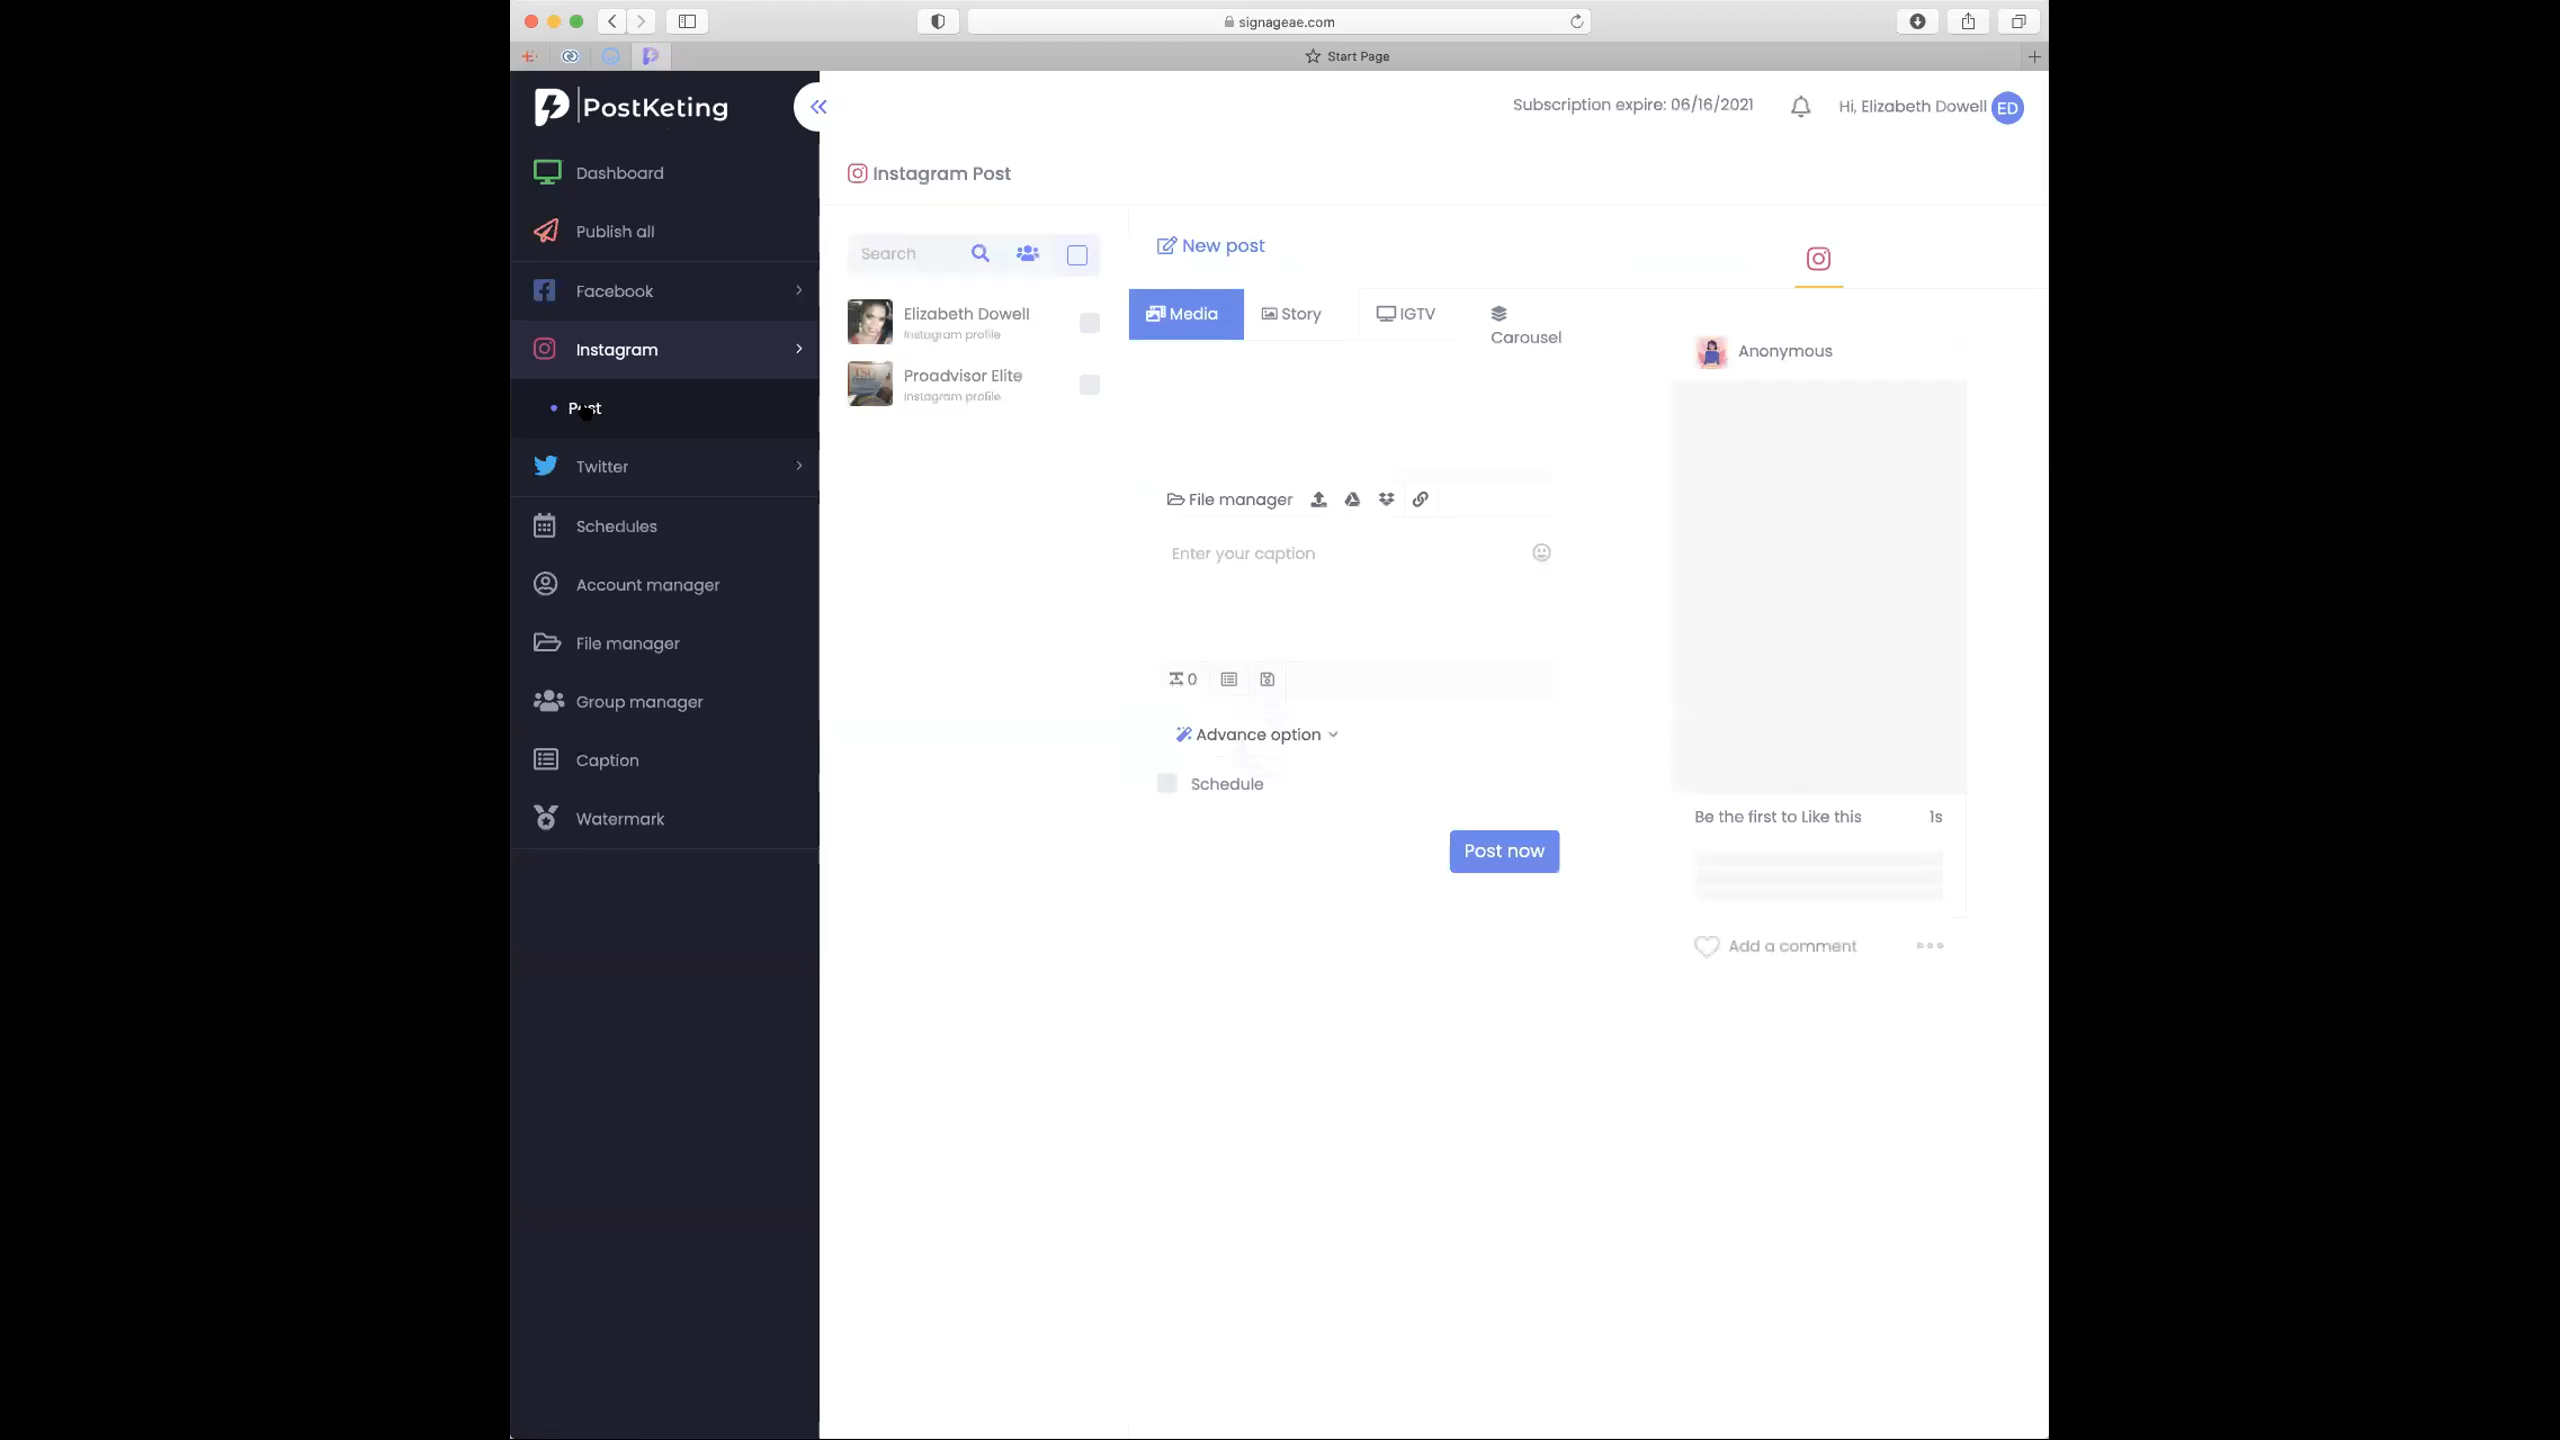 signageae.com
Start Page
PostKeting
Subscription expire: 06/16/2021
Hi, Elizabeth Dowell
ED
Dashboard
Publish all
Facebook
Instagram
Post
Twitter
Schedules
Account manager
File manager
Group manager
Caption
Watermark
Instagram Post
Search
Elizabeth Dowell
Instagram profile
Proadvisor Elite
Instagram profile
New post
Media
Story
IGTV
Carousel
File manager
Enter your caption
0
Advance option
Schedule
Post now
Anonymous
Be the first to Like this
1s
Add a comment